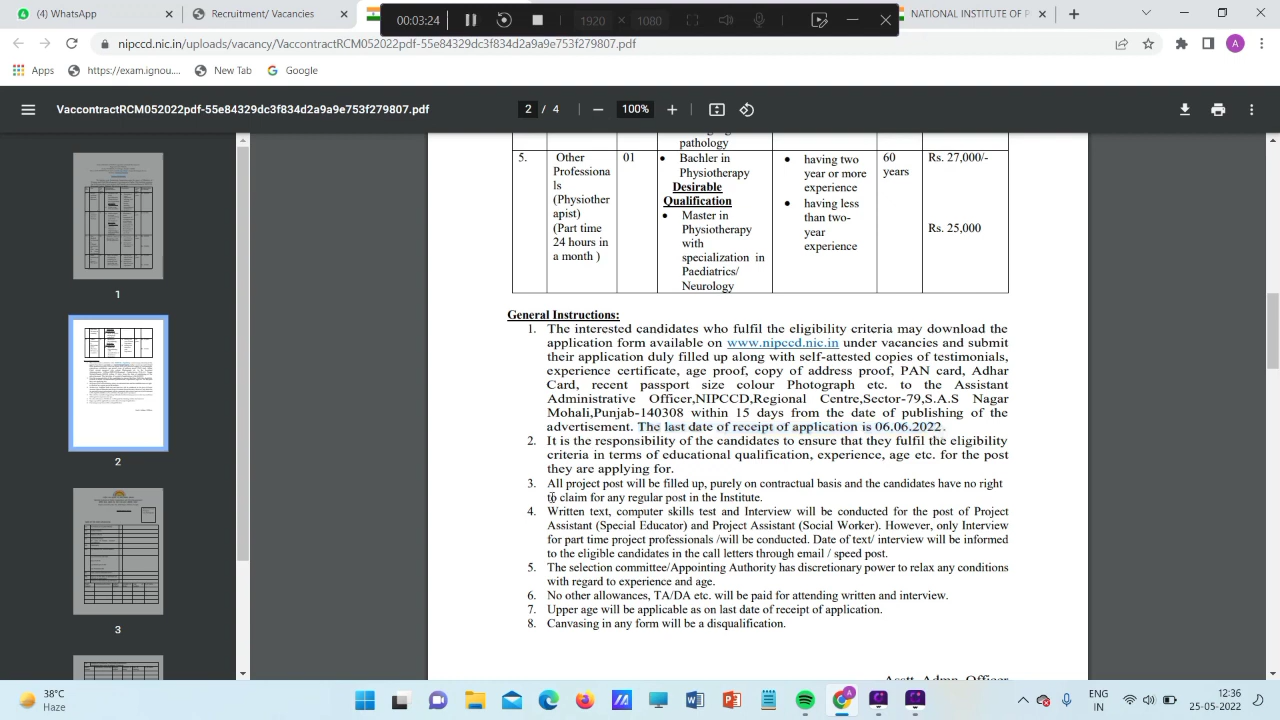 (4) WhatsApp
Recruitment/ Vacancies
00:03:24
1920 × 1080
NATIONAL INSTITUTE OF P
nipccd.nic.in/uploads/vacancy/VaccontractRCM052022pdf-55e84329dc3f834d2a9a9e753f279807.pdf
A
Apps
https://exam.ignou....
New Tab
Google
VaccontractRCM052022pdf-55e84329dc3f834d2a9a9e753f279807.pdf
2 / 4
100%
1
2
3
pathology
5.
Other
Professiona
ls
(Physiother
apist)
(Part time
24 hours in
a month )
01
Bachler in
Physiotherapy
Desirable
Qualification
Master in
Physiotherapy
with
specialization in
Paediatrics/
Neurology
having two
year or more
experience
having less
than two-
year
experience
60
years
Rs. 27,000/-
Rs. 25,000
General Instructions:
1. The interested candidates who fulfil the eligibility criteria may download the
application form available on www.nipccd.nic.in under vacancies and submit
their application duly filled up along with self-attested copies of testimonials,
experience certificate, age proof, copy of address proof, PAN card, Adhar
Card, recent passport size colour Photograph etc. to the Assistant
Administrative Officer,NIPCCD,Regional Centre,Sector-79,S.A.S Nagar
Mohali,Punjab-140308 within 15 days from the date of publishing of the
advertisement. The last date of receipt of application is 06.06.2022.
2. It is the responsibility of the candidates to ensure that they fulfil the eligibility
criteria in terms of educational qualification, experience, age etc. for the post
they are applying for.
3. All project post will be filled up, purely on contractual basis and the candidates have no right
to claim for any regular post in the Institute.
4. Written text, computer skills test and Interview will be conducted for the post of Project
Assistant (Special Educator) and Project Assistant (Social Worker). However, only Interview
for part time project professionals /will be conducted. Date of text/ interview will be informed
to the eligible candidates in the call letters through email / speed post.
5. The selection committee/Appointing Authority has discretionary power to relax any conditions
with regard to experience and age.
6. No other allowances, TA/DA etc. will be paid for attending written and interview.
7. Upper age will be applicable as on last date of receipt of application.
8. Canvasing in any form will be a disqualification.
Asstt. Admn. Officer
38°C
Haze
ENG
IN
12:36
25-05-2022